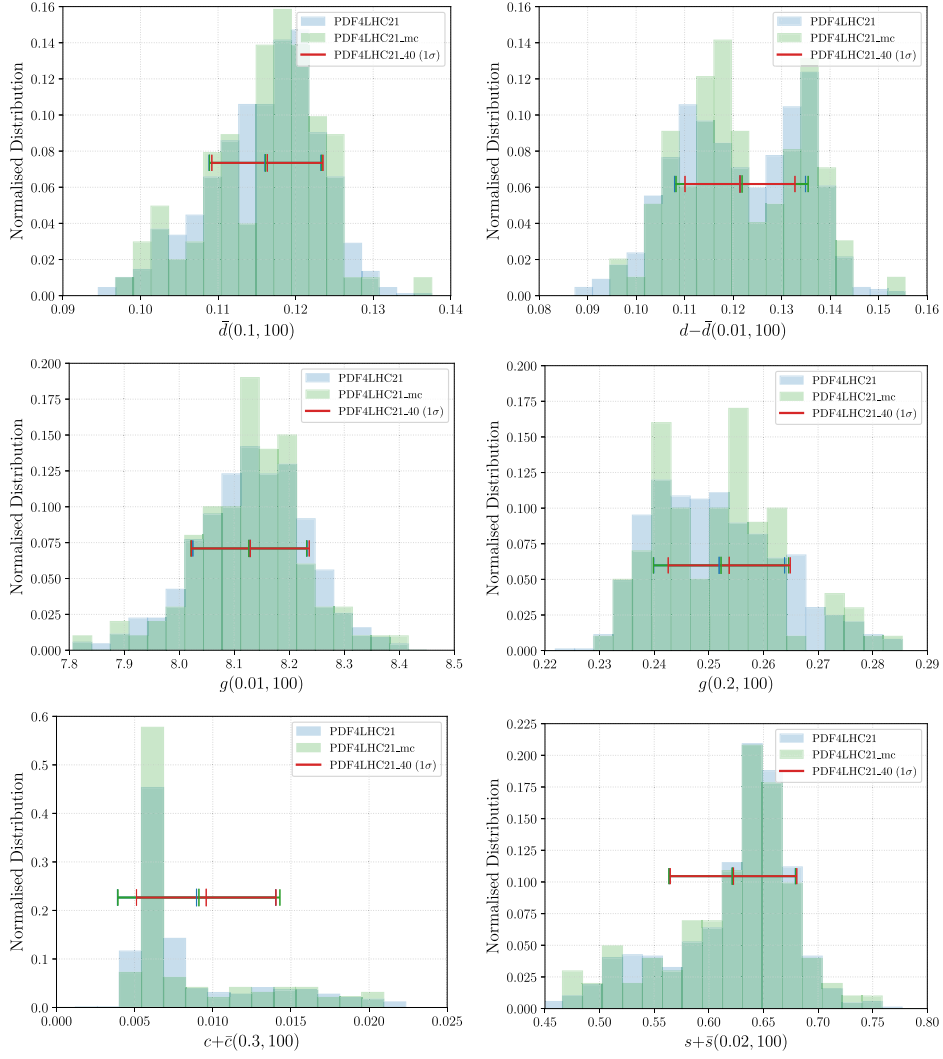 0.16
0.14
0.12
0.10
0.08
0.06
0.04
0.02
0.00
Normalised Distribution
PDF4LHC21
PDF4LHC21_mc
PDF4LHC21_40 (1σ)
0.09 0.10 0.11 0.12 0.13 0.14
d̄(0.1, 100)
0.16
0.14
0.12
0.10
0.08
0.06
0.04
0.02
0.00
Normalised Distribution
PDF4LHC21
PDF4LHC21_mc
PDF4LHC21_40 (1σ)
0.08 0.09 0.10 0.11 0.12 0.13 0.14 0.15 0.16
d−d̄(0.01, 100)
0.200
0.175
0.150
0.125
0.100
0.075
0.050
0.025
0.000
Normalised Distribution
PDF4LHC21
PDF4LHC21_mc
PDF4LHC21_40 (1σ)
7.8 7.9 8.0 8.1 8.2 8.3 8.4 8.5
g(0.01, 100)
0.200
0.175
0.150
0.125
0.100
0.075
0.050
0.025
0.000
Normalised Distribution
PDF4LHC21
PDF4LHC21_mc
PDF4LHC21_40 (1σ)
0.22 0.23 0.24 0.25 0.26 0.27 0.28 0.29
g(0.2, 100)
0.6
0.5
0.4
0.3
0.2
0.1
0.0
Normalised Distribution
PDF4LHC21
PDF4LHC21_mc
PDF4LHC21_40 (1σ)
0.000 0.005 0.010 0.015 0.020 0.025
c+c̄(0.3, 100)
0.225
0.200
0.175
0.150
0.125
0.100
0.075
0.050
0.025
0.000
Normalised Distribution
PDF4LHC21
PDF4LHC21_mc
PDF4LHC21_40 (1σ)
0.45 0.50 0.55 0.60 0.65 0.70 0.75 0.80
s+s̄(0.02, 100)